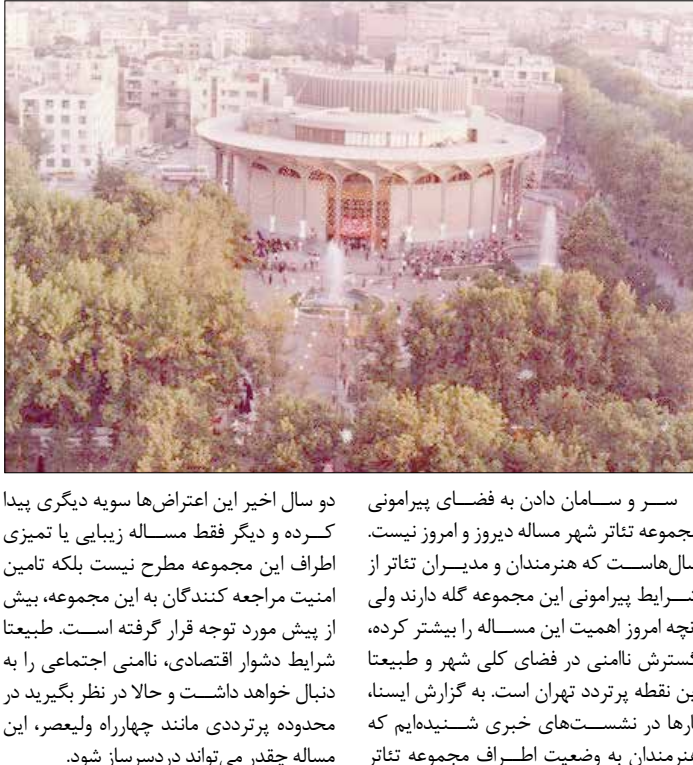 ســر و ســامان دادن به فضــای پیرامونی
مجموعه تئاتر شهر مساله دیروز و امروز نیست.
سال‌هاســت که هنرمندان و مدیــران تئاتر از
شــرایط پیرامونی این مجموعه گله دارند ولی
آنچه امروز اهمیت این مســاله را بیشتر کرده،
گسترش ناامنی در فضای کلی شهر و طبیعتا
این نقطه پرتردد تهران است. به گزارش ایسنا،
بارها در نشســت‌های خبری شــنیده‌ایم که
هنرمندان به وضعیت اطــراف مجموعه تئاتر
دو سال اخیر این اعتراض‌ها سویه دیگری پیدا
کــرده و دیگر فقط مســاله زیبایی یا تمیزی
اطراف این مجموعه مطرح نیست بلکه تامین
امنیت مراجعه کنندگان به این مجموعه، بیش
از پیش مورد توجه قرار گرفته اســت. طبیعتا
شرایط دشوار اقتصادی، ناامنی اجتماعی را به
دنبال خواهد داشــت و حالا در نظر بگیرید در
محدوده پرترددی مانند چهارراه ولیعصر، این
مساله چقدر می‌تواند دردسرساز شود.